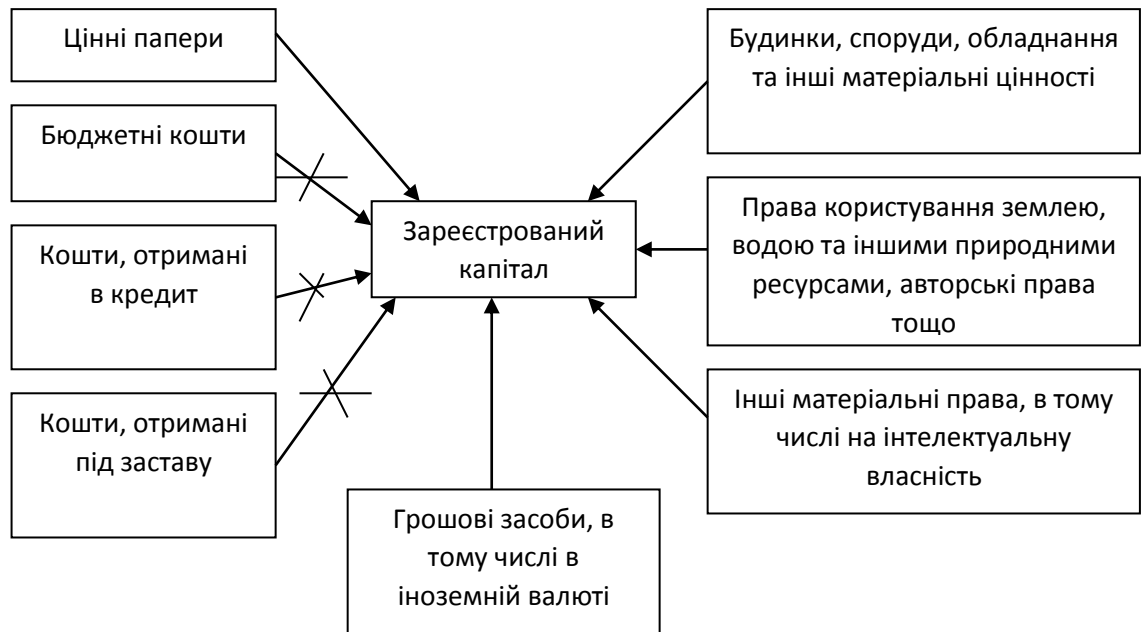 Цінні папери
Бюджетні кошти
Кошти, отримані
в кредит
Кошти, отримані
під заставу
Зареєстрований
капітал
Грошові засоби, в
тому числі в
іноземній валюті
Будинки, споруди, обладнання
та інші матеріальні цінності
Права користування землею,
водою та іншими природними
ресурсами, авторські права
тощо
Інші матеріальні права, в тому
числі на інтелектуальну
власність